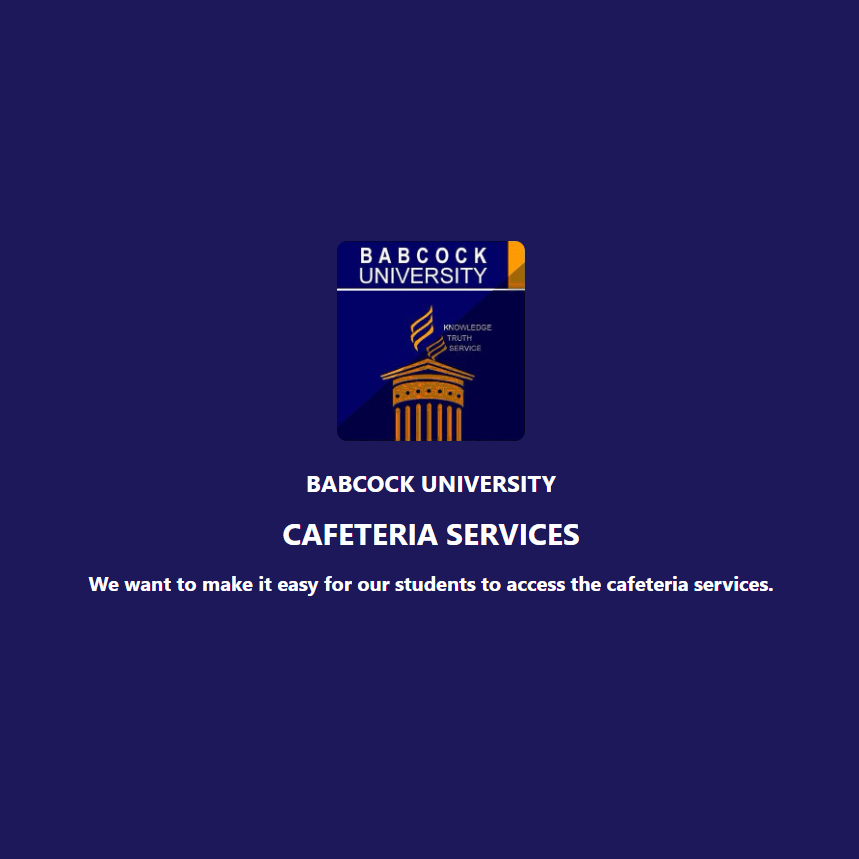 BABCOCK
UNIVERSITY
KNOWLEDGE
TRUTH
SERVICE
BABCOCK UNIVERSITY
CAFETERIA SERVICES
We want to make it easy for our students to access the cafeteria services.